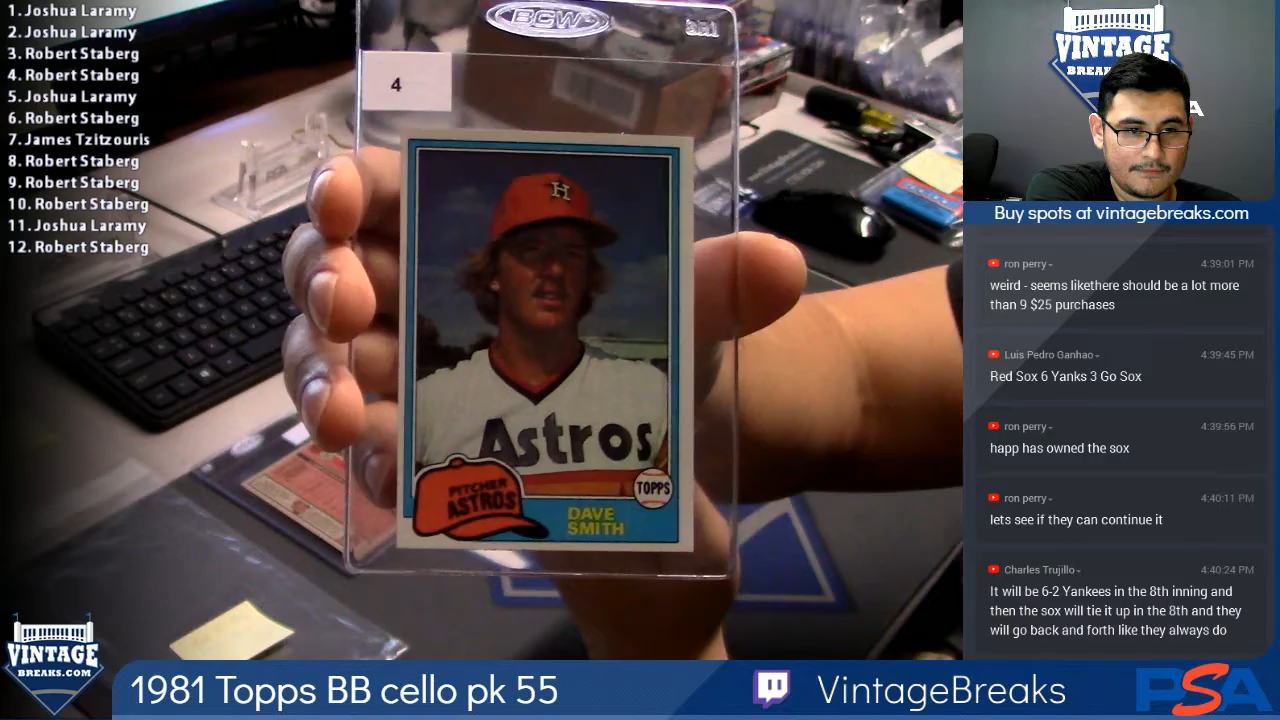 1. Joshua Laramy
2. Joshua Laramy
3. Robert Staberg
4. Robert Staberg
5. Joshua Laramy
6. Robert Staberg
7. James Tzitzouris
8. Robert Staberg
9. Robert Staberg
10. Robert Staberg
11. Joshua Laramy
12. Robert Staberg
BCW
4
H
Astros
PITCHER
ASTROS
TOPPS
DAVE
SMITH
VINTAGE
BREAKS.COM
1981 Topps BB cello pk 55
VintageBreaks
PSA
VINTAGE
BREAK
A
Buy spots at vintagebreaks.com
ron perry 4:39:01 PM
weird - seems likethere should be a lot more
than 9 $25 purchases
Luis Pedro Ganhao 4:39:45 PM
Red Sox 6 Yanks 3 Go Sox
ron perry 4:39:56 PM
happ has owned the sox
ron perry 4:40:11 PM
lets see if they can continue it
Charles Trujillo 4:40:24 PM
It will be 6-2 Yankees in the 8th inning and
then the sox will tie it up in the 8th and they
will go back and forth like they always do